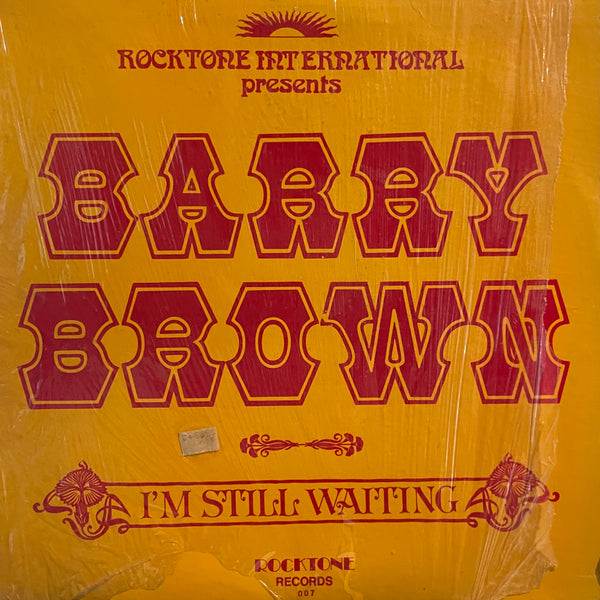 ROCKTONE INTERNATIONAL
presents
BARRY
BROWN
I'M STILL WAITING
ROCKTONE
RECORDS
007